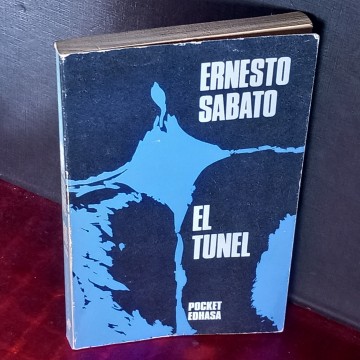 ERNESTO
SABATO
EL
TUNEL
POCKET
EDHASA